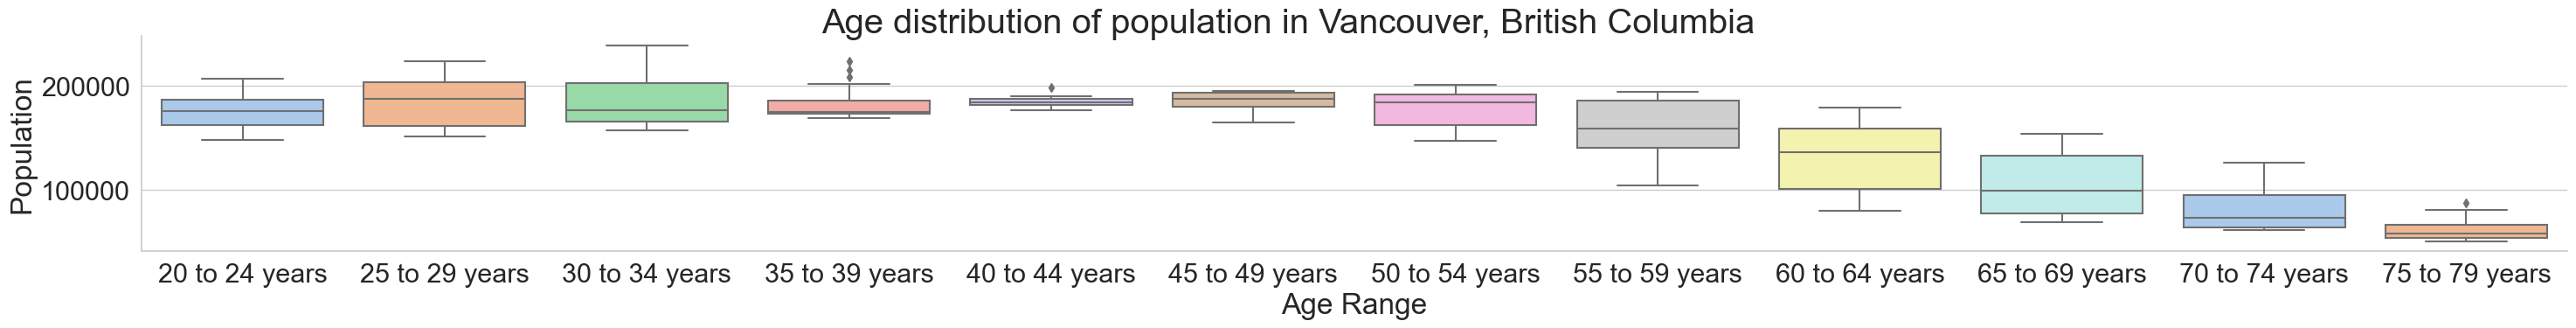 Age distribution of population in Vancouver, British Columbia
Population
200000
100000
20 to 24 years 25 to 29 years 30 to 34 years 35 to 39 years 40 to 44 years 45 to 49 years 50 to 54 years 55 to 59 years 60 to 64 years 65 to 69 years 70 to 74 years 75 to 79 years
Age Range